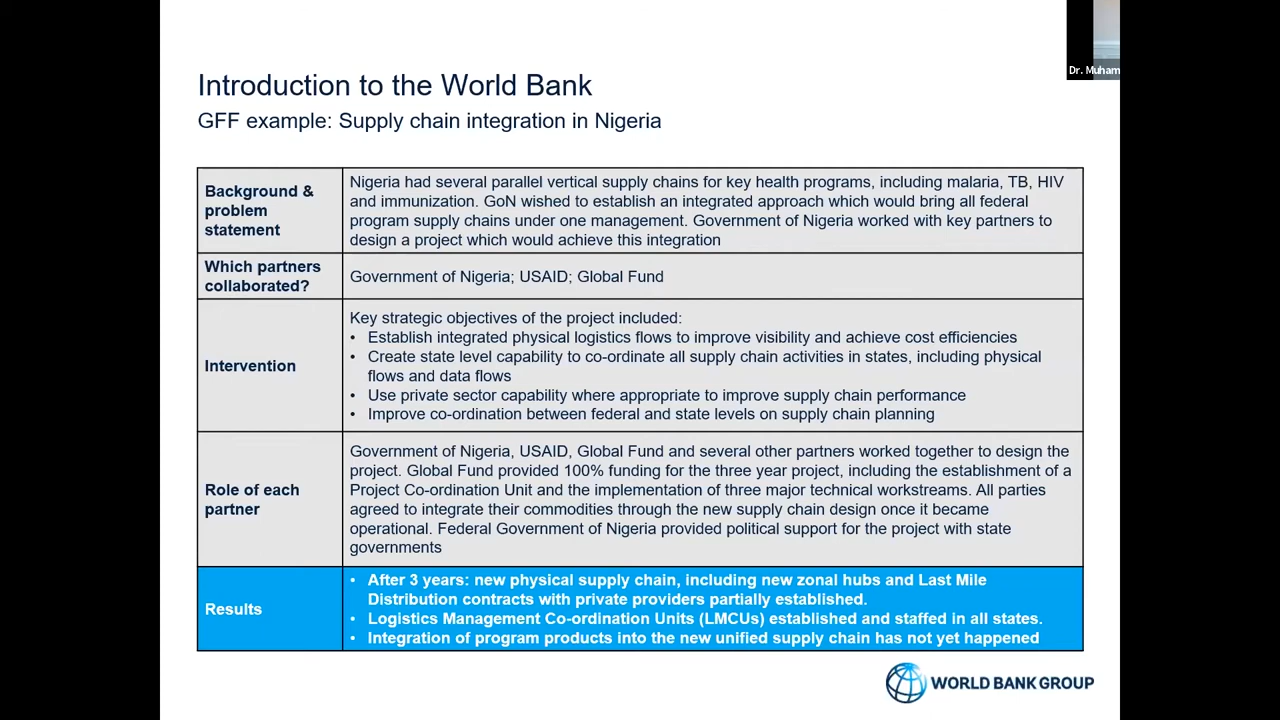 Dr. Muham
Introduction to the World Bank
GFF example: Supply chain integration in Nigeria
Background &
problem
statement
Nigeria had several parallel vertical supply chains for key health programs, including malaria, TB, HIV
and immunization. GoN wished to establish an integrated approach which would bring all federal
program supply chains under one management. Government of Nigeria worked with key partners to
design a project which would achieve this integration
Which partners
collaborated?
Government of Nigeria; USAID; Global Fund
Intervention
Key strategic objectives of the project included:
• Establish integrated physical logistics flows to improve visibility and achieve cost efficiencies
• Create state level capability to co-ordinate all supply chain activities in states, including physical
flows and data flows
• Use private sector capability where appropriate to improve supply chain performance
• Improve co-ordination between federal and state levels on supply chain planning
Role of each
partner
Government of Nigeria, USAID, Global Fund and several other partners worked together to design the
project. Global Fund provided 100% funding for the three year project, including the establishment of a
Project Co-ordination Unit and the implementation of three major technical workstreams. All parties
agreed to integrate their commodities through the new supply chain design once it became
operational. Federal Government of Nigeria provided political support for the project with state
governments
Results
• After 3 years: new physical supply chain, including new zonal hubs and Last Mile
Distribution contracts with private providers partially established.
• Logistics Management Co-ordination Units (LMCUs) established and staffed in all states.
• Integration of program products into the new unified supply chain has not yet happened
WORLD BANK GROUP